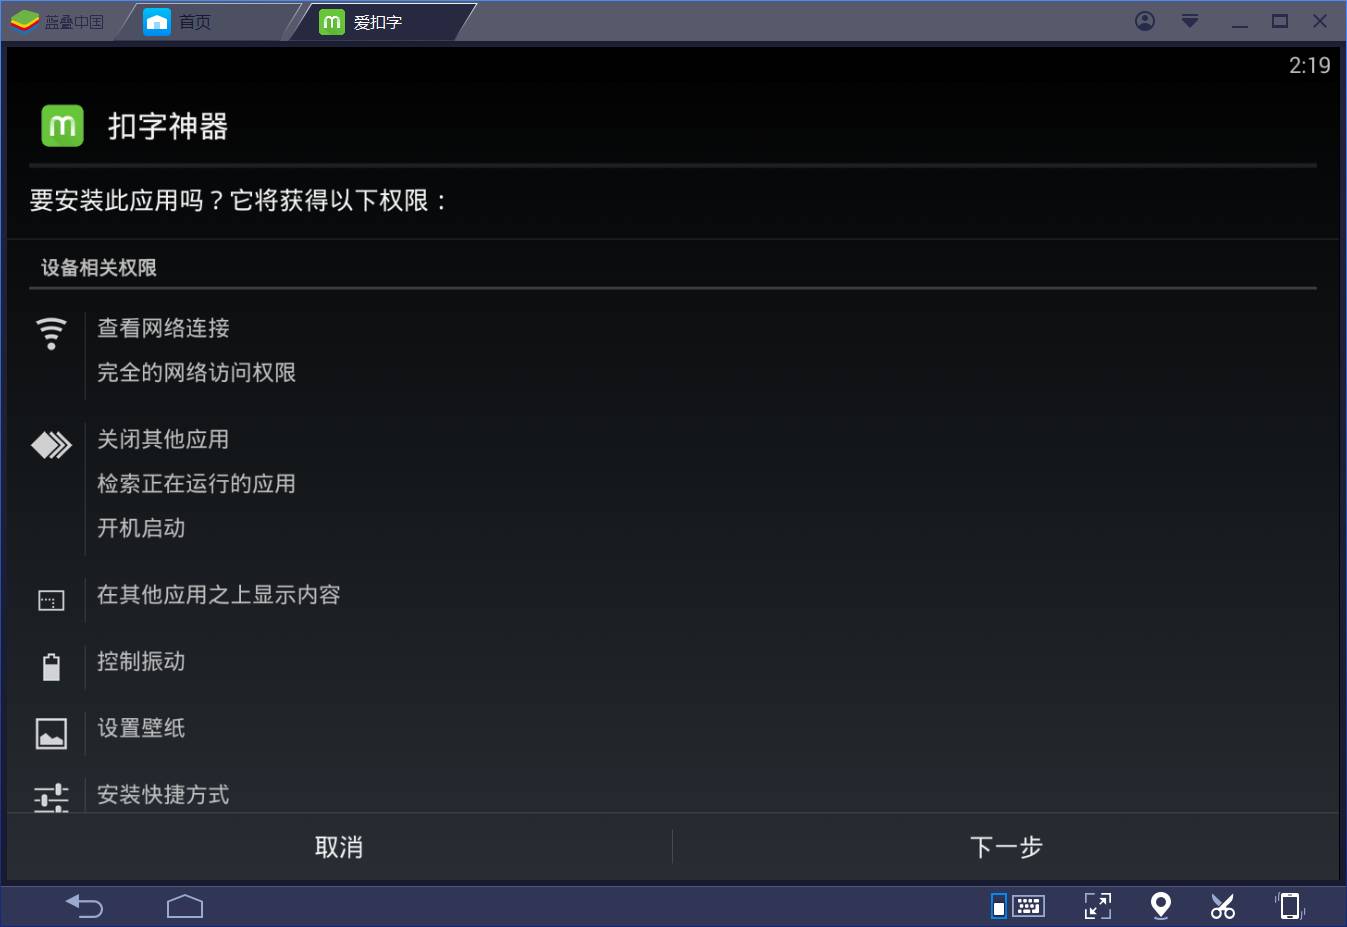 蓝叠中国
首页
爱扣字
2:19
扣字神器
要安装此应用吗？它将获得以下权限：
设备相关权限
查看网络连接
完全的网络访问权限
关闭其他应用
检索正在运行的应用
开机启动
在其他应用之上显示内容
控制振动
设置壁纸
安装快捷方式
取消
下一步